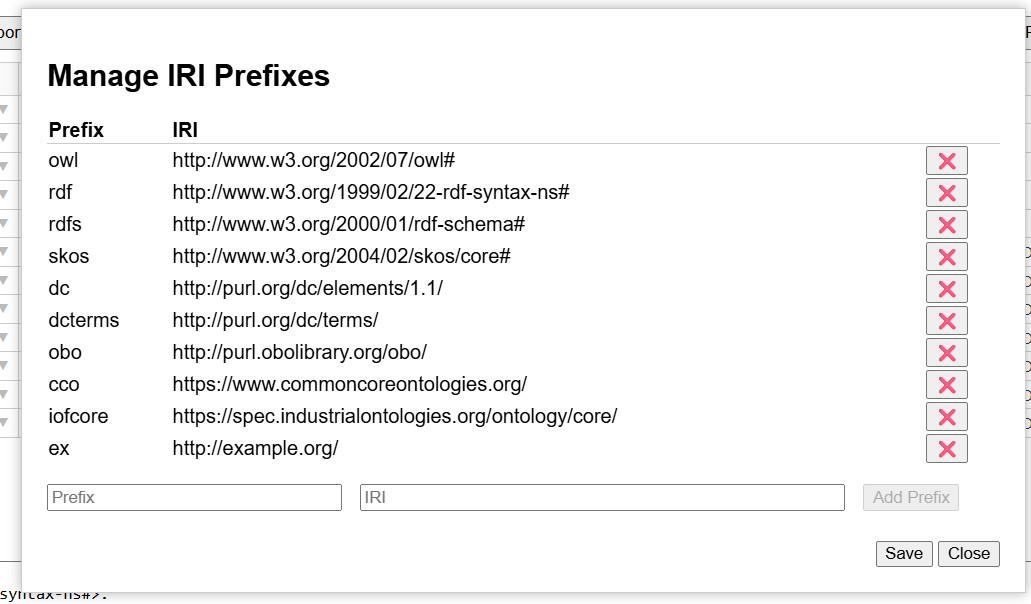 Manage IRI Prefixes
Prefix IRI
owl http://www.w3.org/2002/07/owl#
rdf http://www.w3.org/1999/02/22-rdf-syntax-ns#
rdfs http://www.w3.org/2000/01/rdf-schema#
skos http://www.w3.org/2004/02/skos/core#
dc http://purl.org/dc/elements/1.1/
dcterms http://purl.org/dc/terms/
obo http://purl.obolibrary.org/obo/
cco https://www.commoncoreontologies.org/
iofcore https://spec.industrialontologies.org/ontology/core/
ex http://example.org/
Prefix IRI Add Prefix
Save Close
syntax-ns#>.